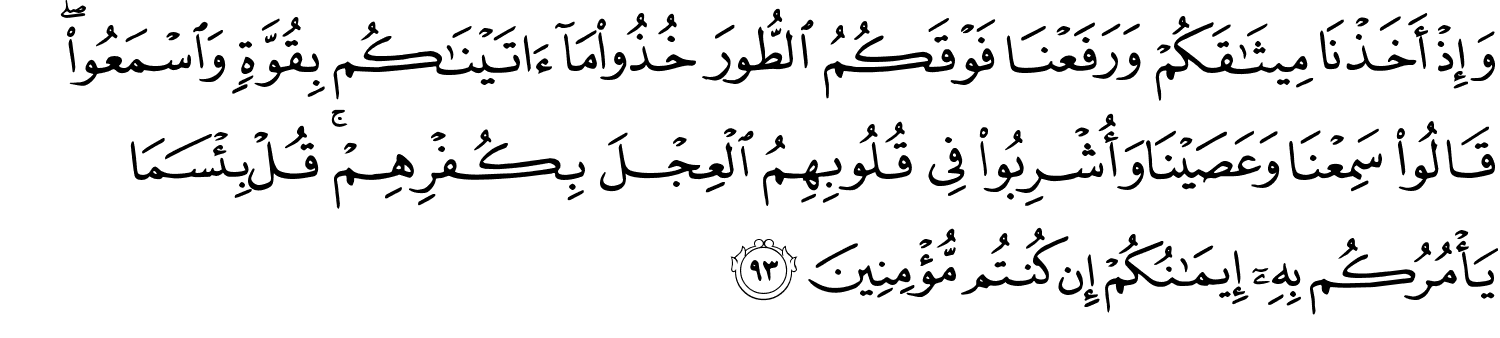 وَإِذْ أَخَذْنَا مِيثَـٰقَكُمْ وَرَفَعْنَا فَوْقَكُمُ ٱلطُّورَ خُذُوا۟ مَآ ءَاتَيْنَـٰكُم بِقُوَّةٍ وَٱسْمَعُوا۟ ۖ
قَالُوا۟ سَمِعْنَا وَعَصَيْنَا وَأُشْرِبُوا۟ فِى قُلُوبِهِمُ ٱلْعِجْلَ بِكُفْرِهِمْ ۚ قُلْ بِئْسَمَا
يَأْمُرُكُم بِهِۦٓ إِيمَـٰنُكُمْ إِن كُنتُم مُّؤْمِنِينَ ٩٣